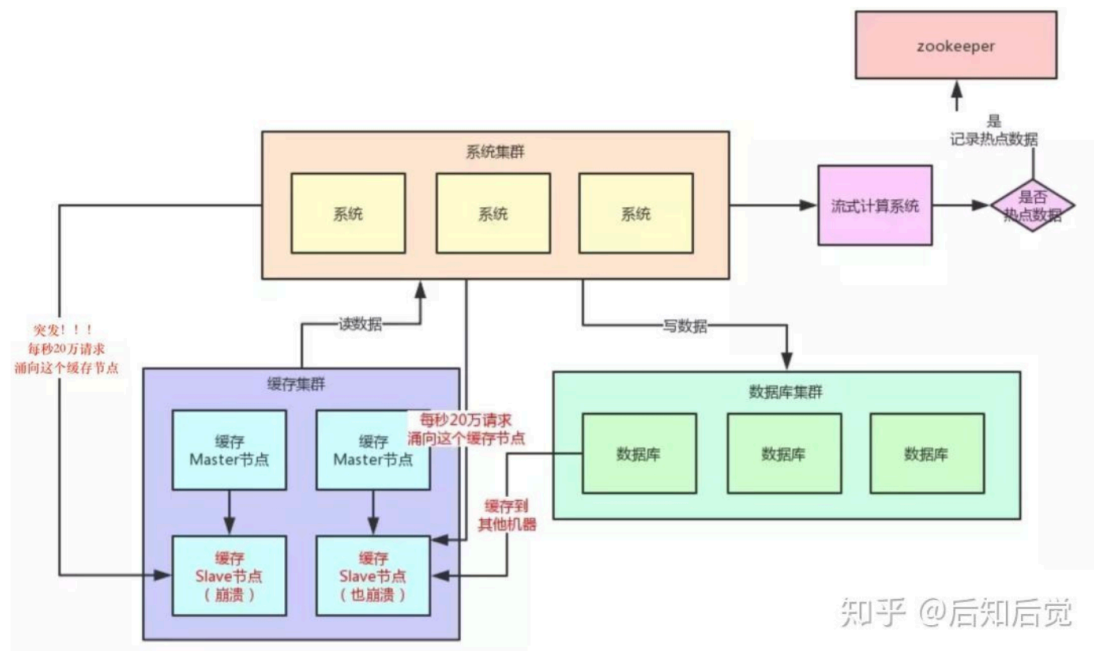 zookeeper
是
记录热点数据
系统集群
系统
系统
系统
流式计算系统
是否
热点数据
读数据
写数据
突发！！！
每秒20万请求
涌向这个缓存节点
缓存集群
缓存
Master节点
缓存
Master节点
每秒20万请求
涌向这个缓存节点
数据库集群
数据库
数据库
数据库
缓存到
其他机器
缓存
Slave节点
（崩溃）
缓存
Slave节点
（也崩溃）
知乎 @后知后觉